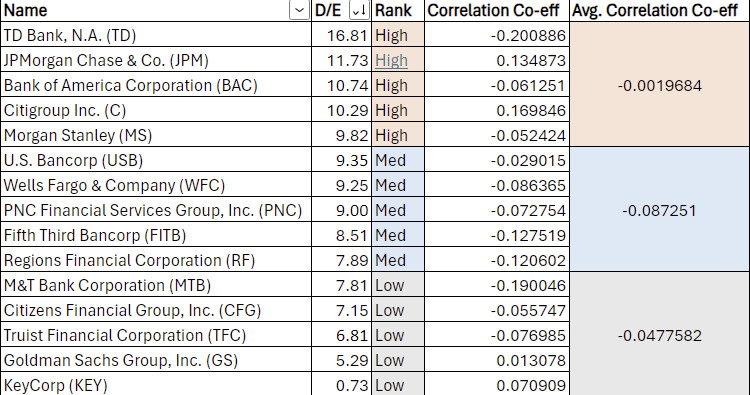 Name D/E Rank Correlation Co-eff Avg. Correlation Co-eff
TD Bank, N.A. (TD) 16.81 High -0.200886
JPMorgan Chase & Co. (JPM) 11.73 High 0.134873
Bank of America Corporation (BAC) 10.74 High -0.061251 -0.0019684
Citigroup Inc. (C) 10.29 High 0.169846
Morgan Stanley (MS) 9.82 High -0.052424
U.S. Bancorp (USB) 9.35 Med -0.029015
Wells Fargo & Company (WFC) 9.25 Med -0.086365
PNC Financial Services Group, Inc. (PNC) 9.00 Med -0.072754 -0.087251
Fifth Third Bancorp (FITB) 8.51 Med -0.127519
Regions Financial Corporation (RF) 7.89 Med -0.120602
M&T Bank Corporation (MTB) 7.81 Low -0.190046
Citizens Financial Group, Inc. (CFG) 7.15 Low -0.055747
Truist Financial Corporation (TFC) 6.81 Low -0.076985 -0.0477582
Goldman Sachs Group, Inc. (GS) 5.29 Low 0.013078
KeyCorp (KEY) 0.73 Low 0.070909